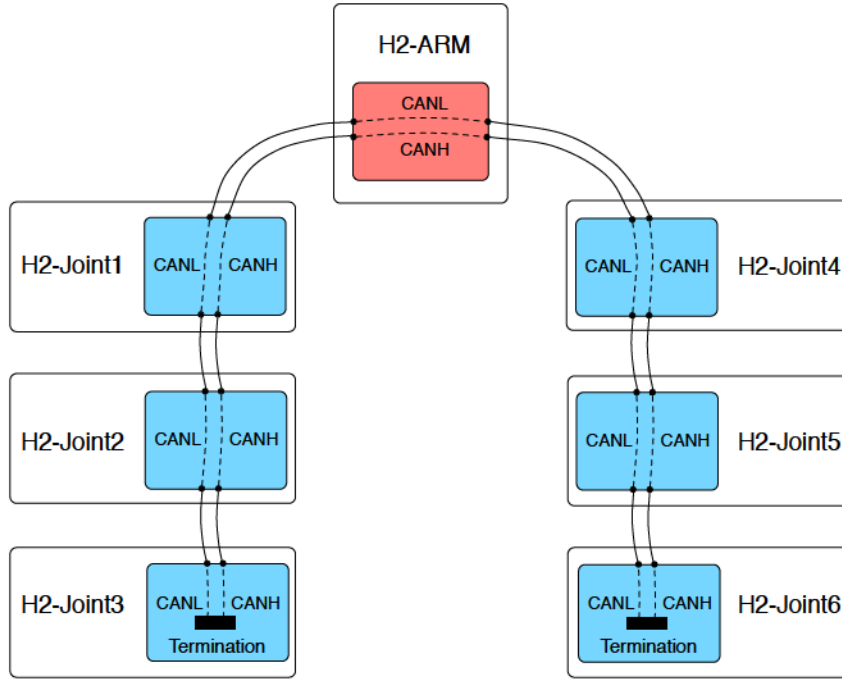 H2-ARM
CANL
CANH
H2-Joint1
CANL
CANH
CANL
CANH
H2-Joint4
H2-Joint2
CANL
CANH
CANL
CANH
H2-Joint5
H2-Joint3
CANL
CANH
Termination
CANL
CANH
Termination
H2-Joint6